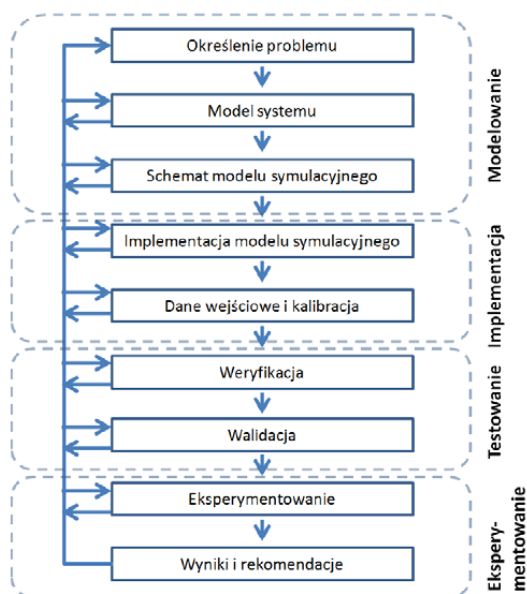 Określenie problemu
Model systemu
Schemat modelu symulacyjnego
Modelowanie
Implementacja modelu symulacyjnego
Dane wejściowe i kalibracja
Implementacja
Weryfikacja
Walidacja
Testowanie
Eksperymentowanie
Wyniki i rekomendacje
Ekspery-
mentowanie